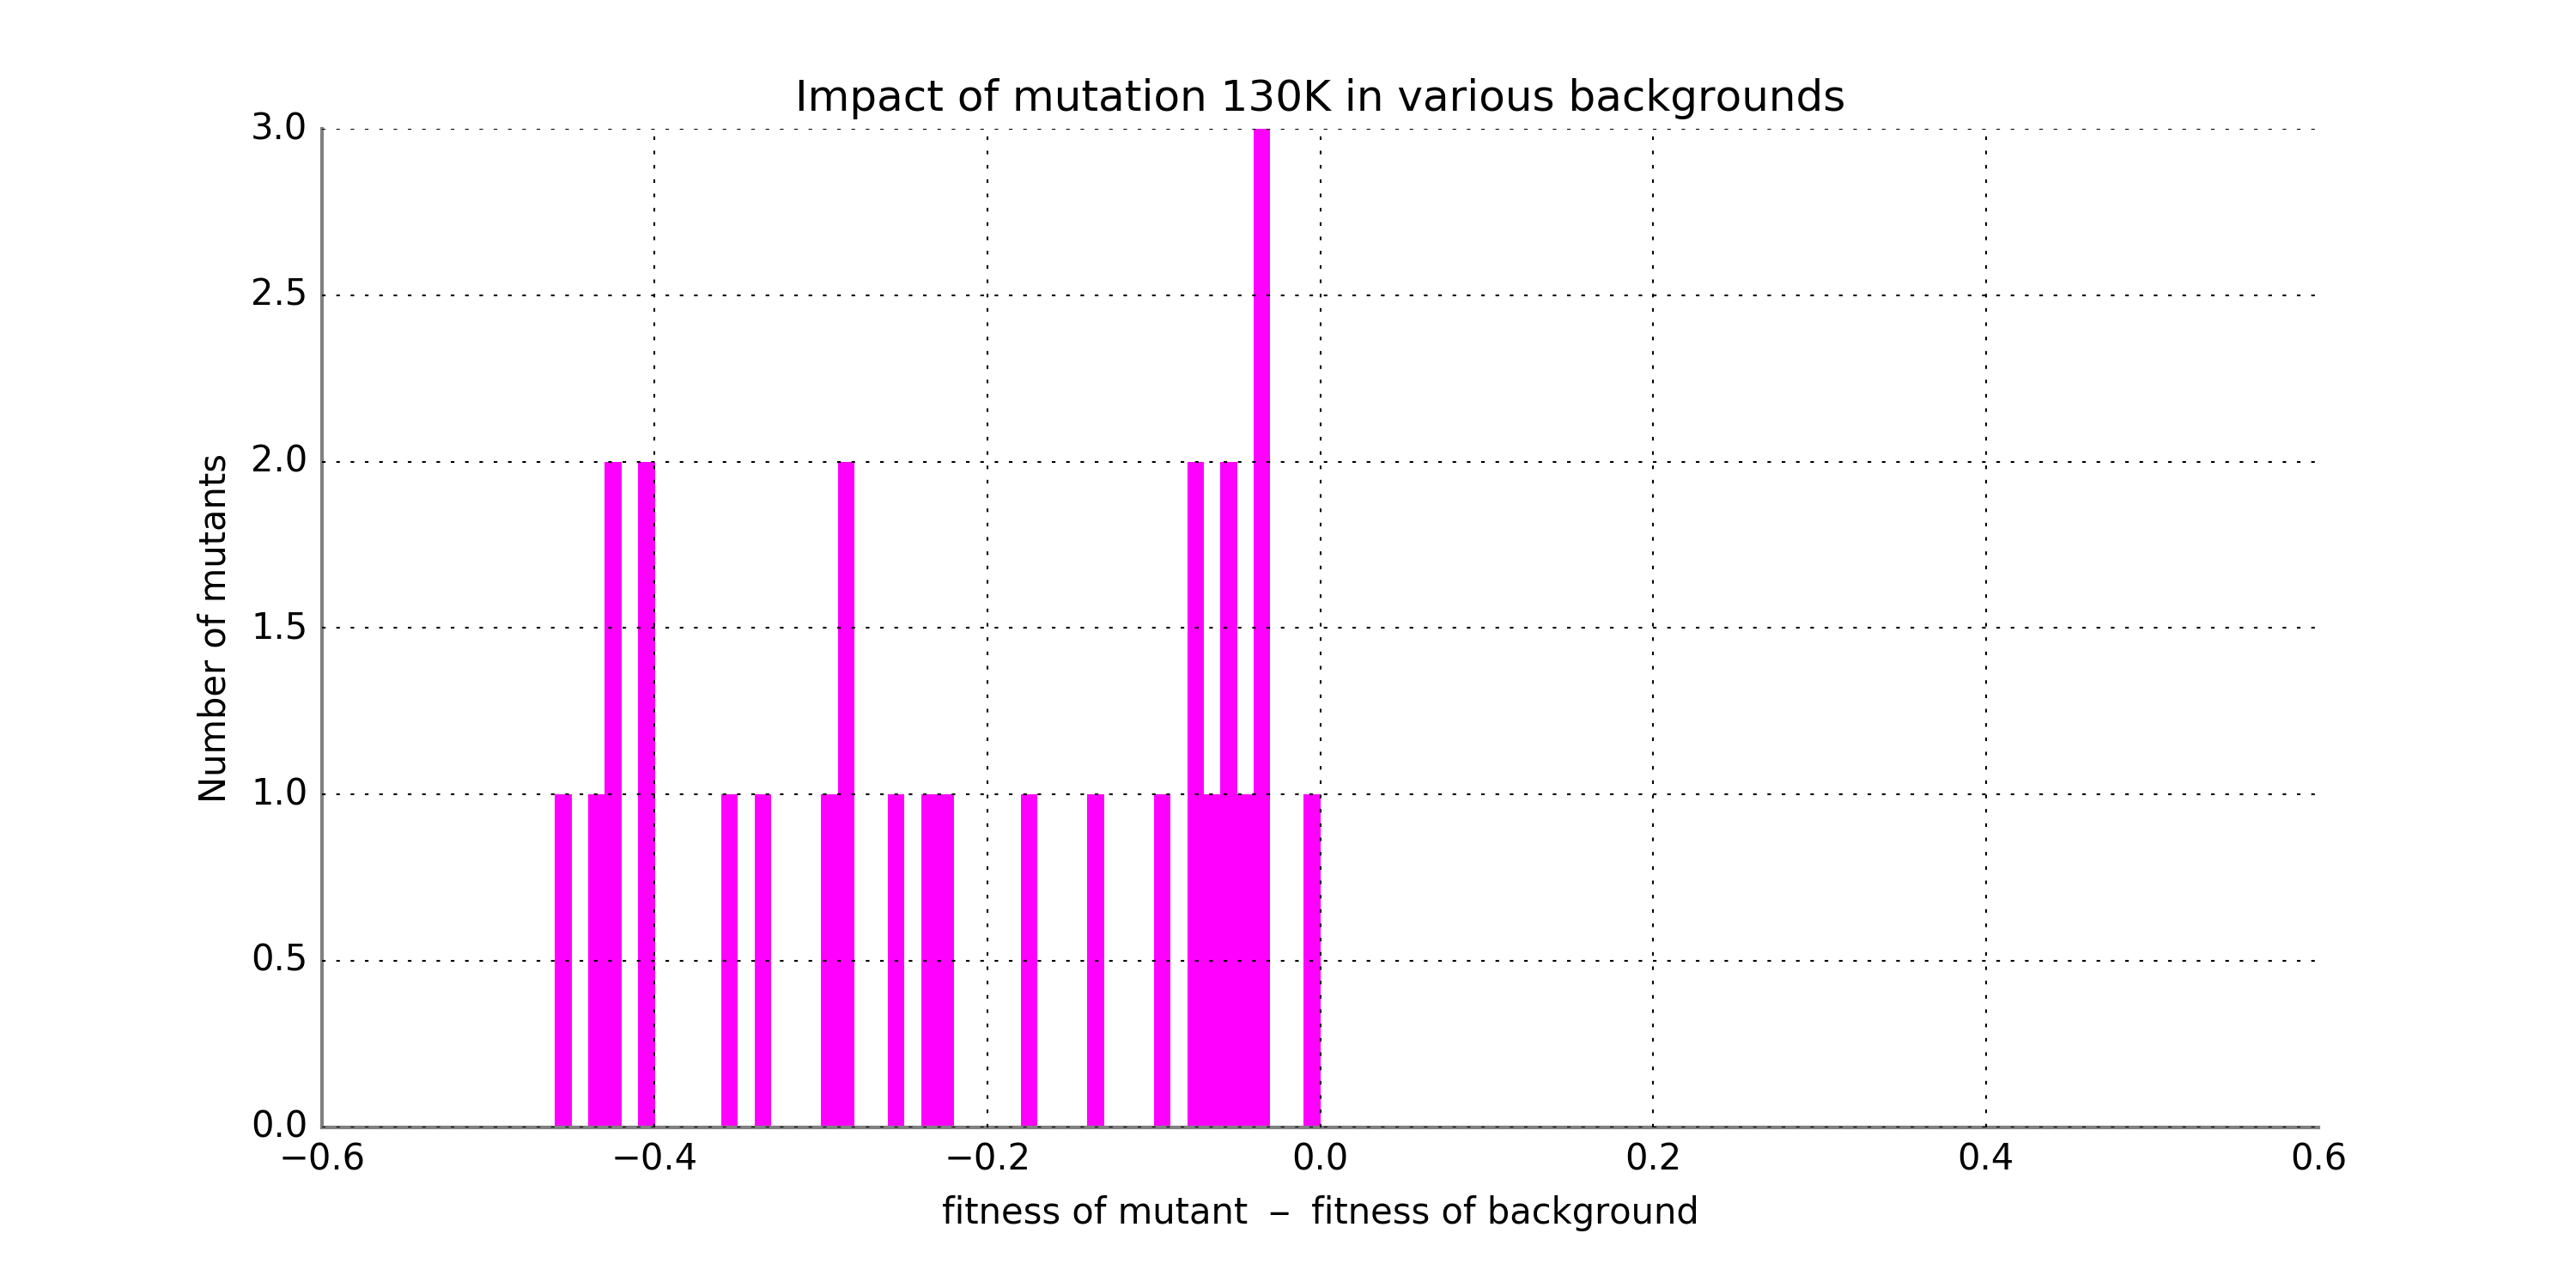 Impact of mutation 130K in various backgrounds
3.0
2.5
2.0
1.5
1.0
0.5
0.0
Number of mutants
−0.6 −0.4 −0.2 0.0 0.2 0.4 0.6
fitness of mutant – fitness of background